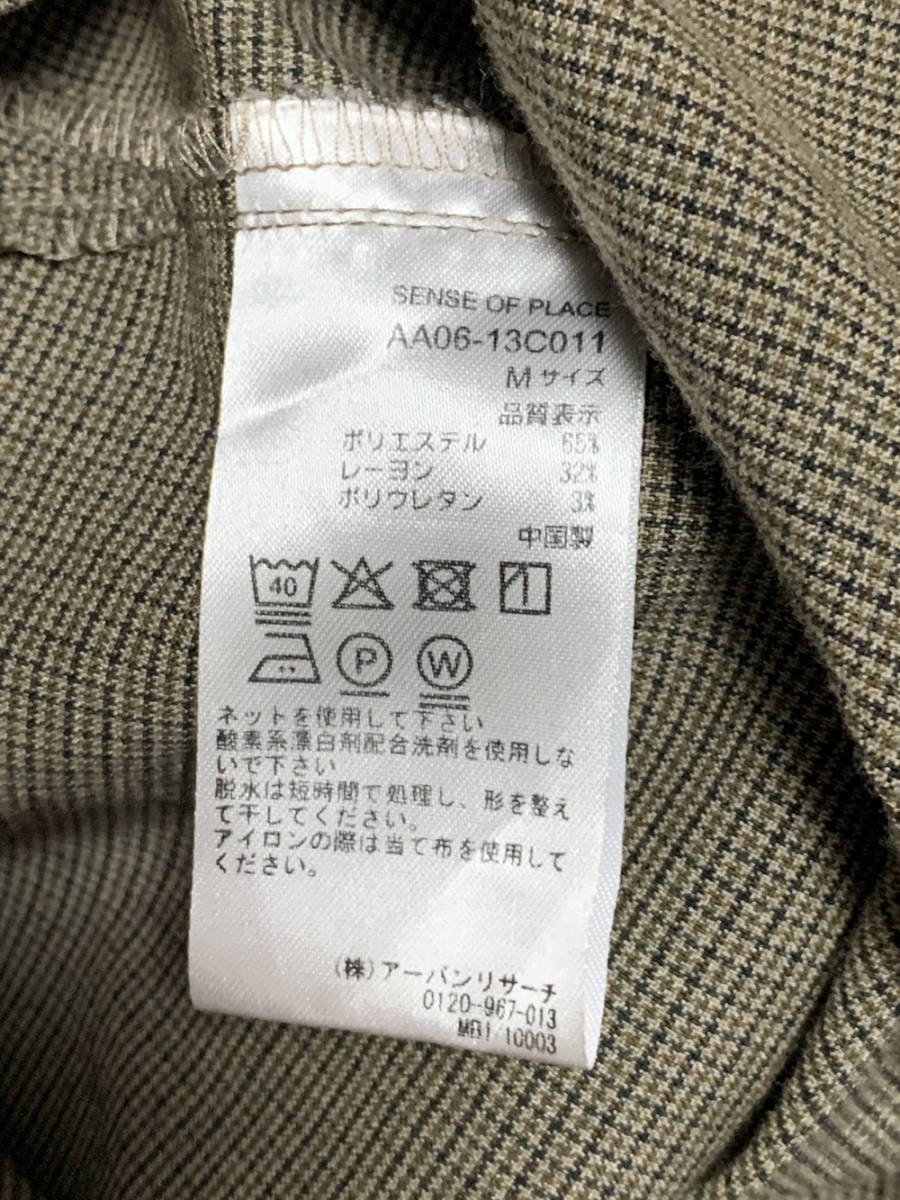 SENSE OF PLACE
AA06-13C011
M サイズ
品質表示
ポリエステル 65%
レーヨン 32%
ポリウレタン 3%
中国製
40
P W
ネットを使用して下さい
酸素系漂白剤配合洗剤を使用しな
いで下さい
脱水は短時間で処理し、形を整え
て干してください。
アイロンの際は当て布を使用して
ください。
(株)アーバンリサーチ
0120-967-013
10003